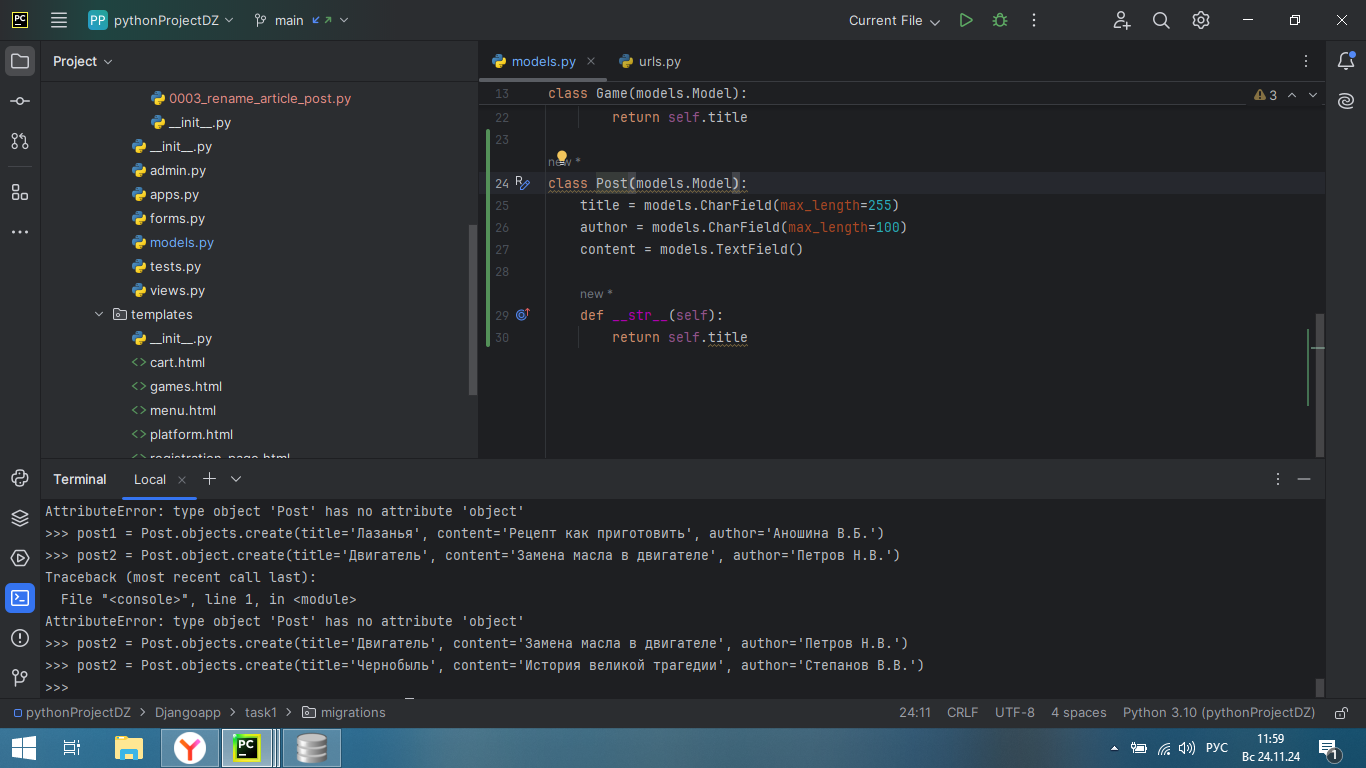 PC
PP pythonProjectDZ
main
Current File
Project
0003_rename_article_post.py
__init__.py
__init__.py
admin.py
apps.py
forms.py
models.py
tests.py
views.py
templates
__init__.py
cart.html
games.html
menu.html
platform.html
registration_page.html
models.py
urls.py
13 class Game(models.Model):
3
22 return self.title
23
new *
24 class Post(models.Model):
25 title = models.CharField(max_length=255)
26 author = models.CharField(max_length=100)
27 content = models.TextField()
28
new *
29 def __str__(self):
30 return self.title
Terminal Local
AttributeError: type object 'Post' has no attribute 'object'
>>> post1 = Post.objects.create(title='Лазанья', content='Рецепт как приготовить', author='Аношина В.Б.')
>>> post2 = Post.object.create(title='Двигатель', content='Замена масла в двигателе', author='Петров Н.В.')
Traceback (most recent call last):
File "<console>", line 1, in <module>
AttributeError: type object 'Post' has no attribute 'object'
>>> post2 = Post.objects.create(title='Двигатель', content='Замена масла в двигателе', author='Петров Н.В.')
>>> post2 = Post.objects.create(title='Чернобыль', content='История великой трагедии', author='Степанов В.В.')
>>>
pythonProjectDZ > Djangoapp > task1 > migrations
24:11 CRLF UTF-8 4 spaces Python 3.10 (pythonProjectDZ)
PC
РУС
11:59
Вс 24.11.24
1